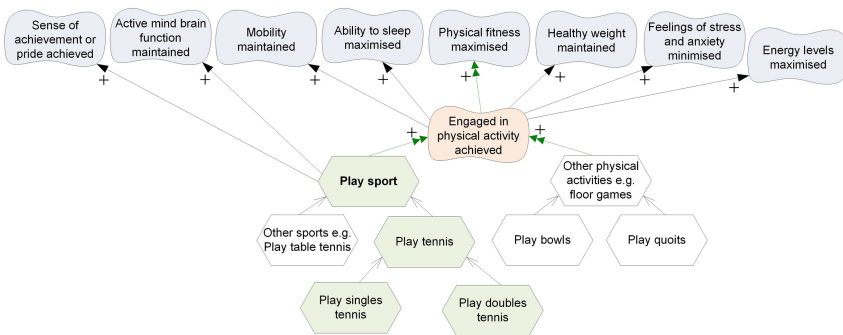 Sense of
achievement or
pride achieved
Active mind brain
function
maintained
Mobility
maintained
Ability to sleep
maximised
Physical fitness
maximised
Healthy weight
maintained
Feelings of stress
and anxiety
minimised
Energy levels
maximised
+
+
+
+
+
+
+
+
Engaged in
physical activity
achieved
+
+
Play sport
Other physical
activities e.g.
floor games
Other sports e.g.
Play table tennis
Play tennis
Play bowls
Play quoits
Play singles
tennis
Play doubles
tennis